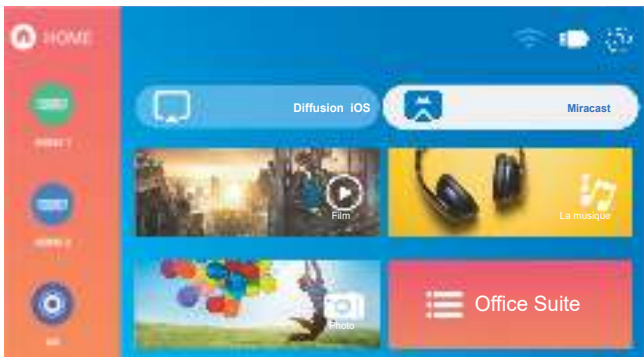 HOME
Diffusion iOS
Miracast
Film
La musique
Photo
Office Suite